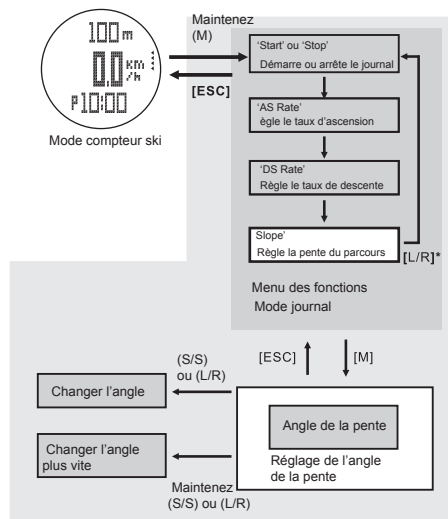 Maintenez
(M)
100 m
0.0 KM
/h
P10:00
[ESC]
Mode compteur ski
'Start' ou 'Stop'
Démarre ou arrête le journal
'AS Rate'
ègle le taux d'ascension
'DS Rate'
Règle le taux de descente
Slope'
Règle la pente du parcours
[L/R]*
Menu des fonctions
Mode journal
[ESC]
[M]
(S/S)
ou (L/R)
Changer l'angle
Angle de la pente
Réglage de l'angle
de la pente
Changer l'angle
plus vite
Maintenez
(S/S) ou (L/R)